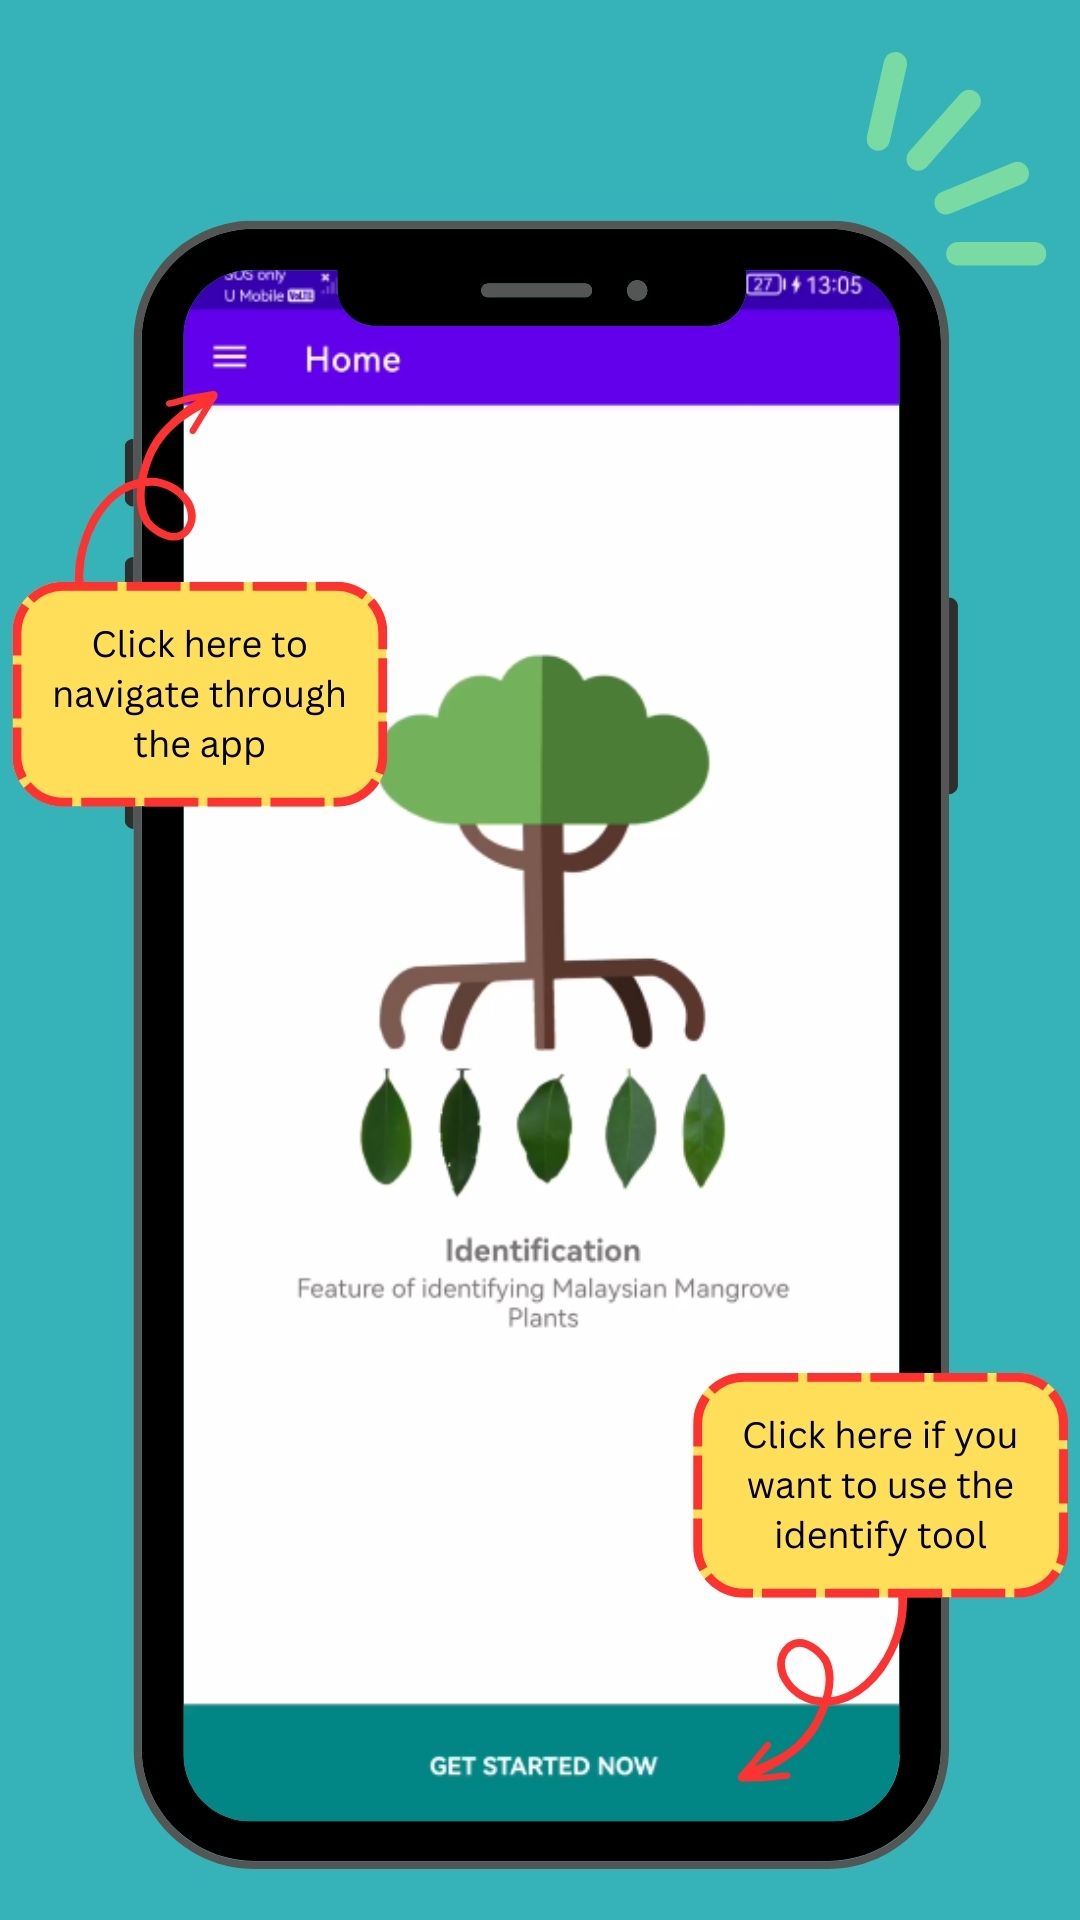 SOS only
U Mobile VoLTE
27 13:05
Home
Click here to
navigate through
the app
Identification
Feature of identifying Malaysian Mangrove
Plants
Click here if you
want to use the
identify tool
GET STARTED NOW